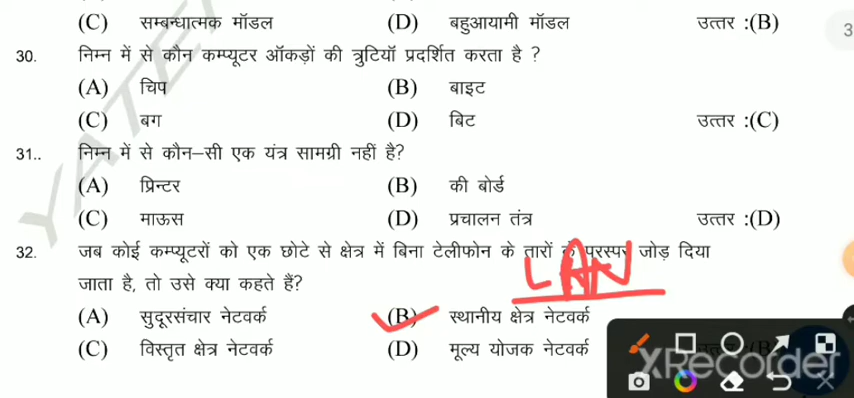 (C) सम्बन्धात्मक मॉडल (D) बहुआयामी मॉडल उत्तर :(B)
3
30. निम्न में से कौन कम्प्यूटर ऑकड़ों की त्रुटियॉ प्रदर्शित करता है ?
(A) चिप (B) बाइट
(C) बग (D) बिट उत्तर :(C)
31.. निम्न में से कौन–सी एक यंत्र सामग्री नहीं है?
(A) प्रिन्टर (B) की बोर्ड
(C) माऊस (D) प्रचालन तंत्र उत्तर :(D)
32. जब कोई कम्प्यूटरों को एक छोटे से क्षेत्र में बिना टेलीफोन के तारों के परस्पर जोड़ दिया
LAN
जाता है, तो उसे क्या कहते हैं?
(A) सुदूरसंचार नेटवर्क (B) स्थानीय क्षेत्र नेटवर्क
(C) विस्तृत क्षेत्र नेटवर्क (D) मूल्य योजक नेटवर्क :(B
XRecorder